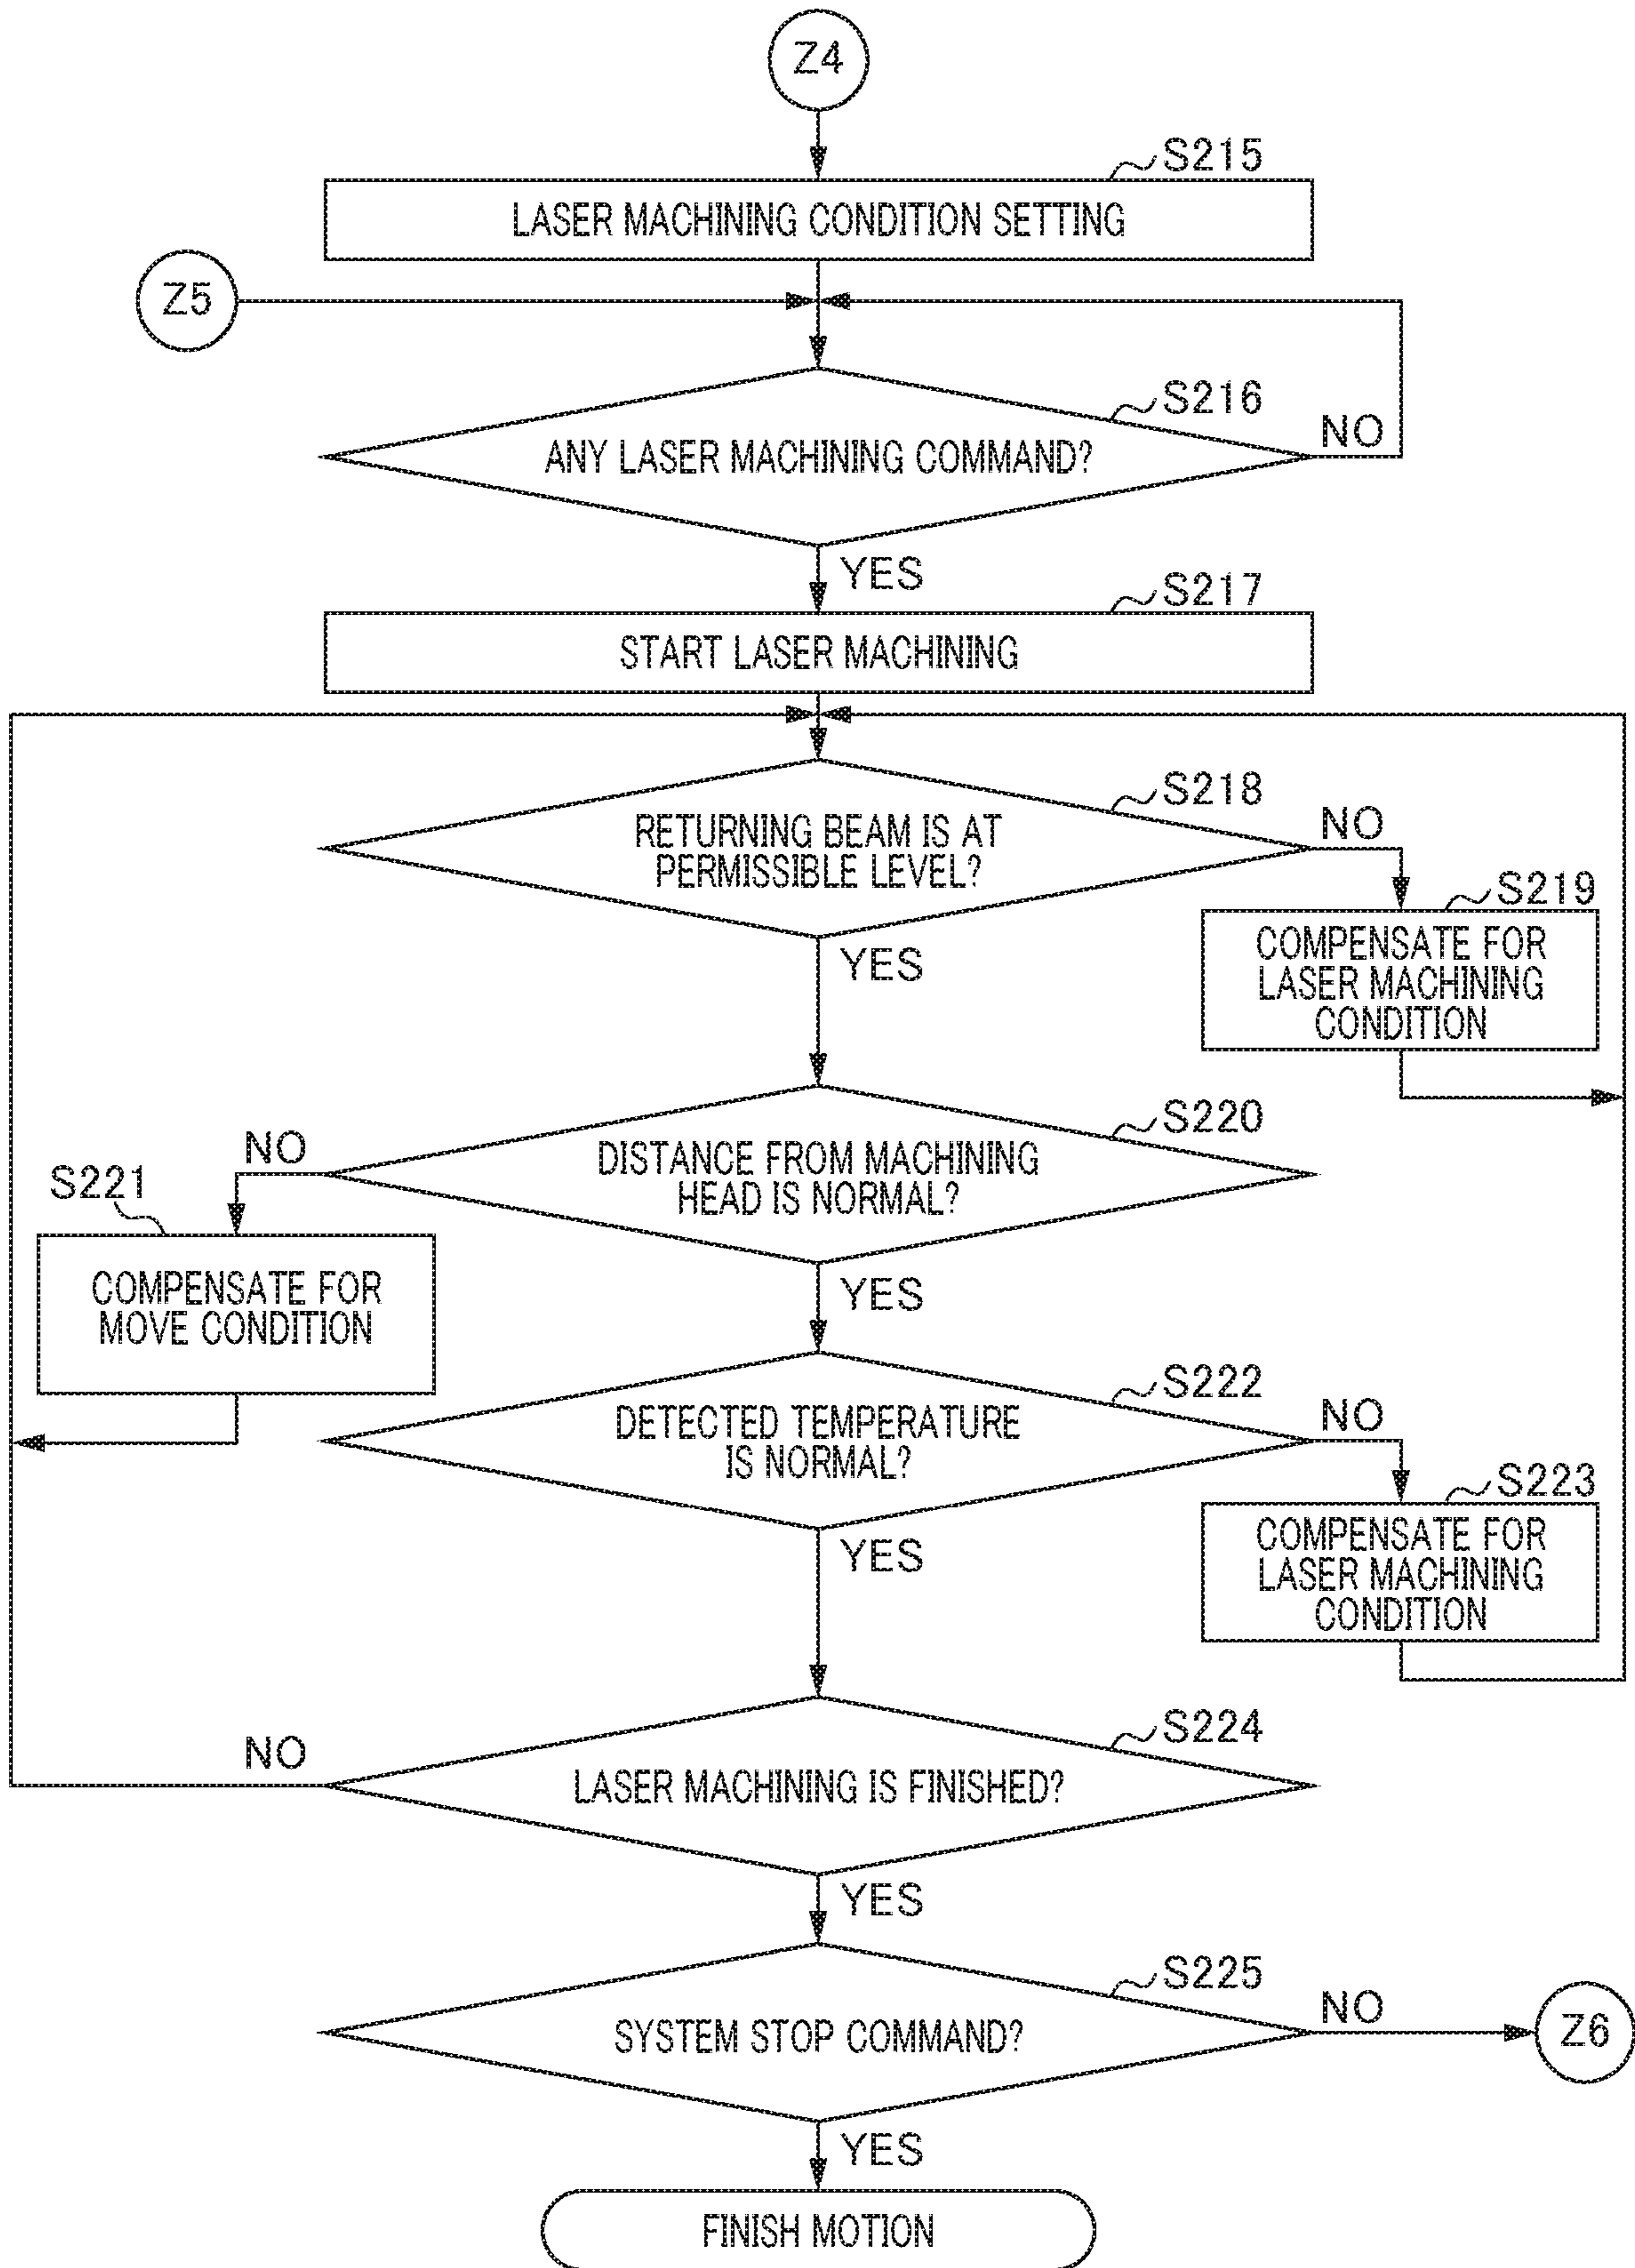 Z4
S215
LASER MACHINING CONDITION SETTING
Z5
S216
NO
ANY LASER MACHINING COMMAND?
YES
S217
START LASER MACHINING
S218
NO
RETURNING BEAM IS AT
PERMISSIBLE LEVEL?
S219
COMPENSATE FOR
LASER MACHINING
CONDITION
YES
S220
NO
DISTANCE FROM MACHINING
HEAD IS NORMAL?
S221
COMPENSATE FOR
MOVE CONDITION
YES
S222
NO
DETECTED TEMPERATURE
IS NORMAL?
S223
COMPENSATE FOR
LASER MACHINING
CONDITION
YES
S224
NO
LASER MACHINING IS FINISHED?
YES
S225
NO
SYSTEM STOP COMMAND?
Z6
YES
FINISH MOTION